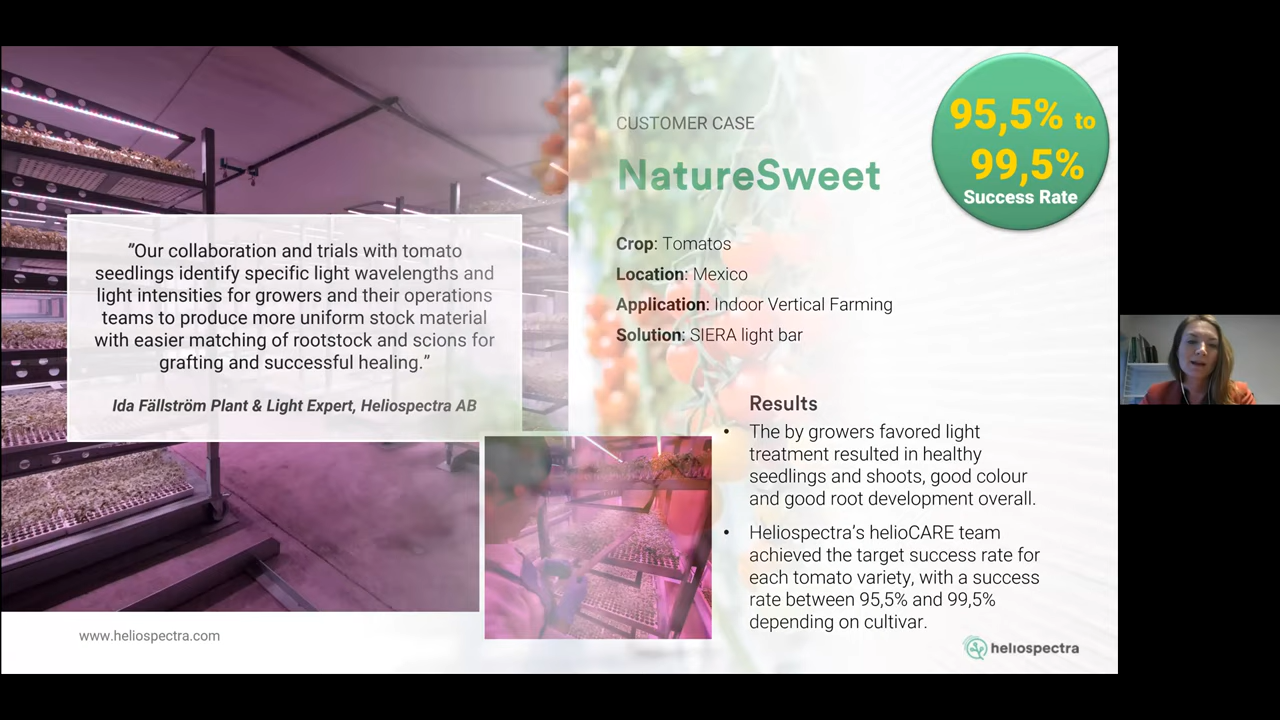 CUSTOMER CASE
NatureSweet
95,5% to
99,5%
Success Rate
"Our collaboration and trials with tomato
seedlings identify specific light wavelengths and
light intensities for growers and their operations
teams to produce more uniform stock material
with easier matching of rootstock and scions for
grafting and successful healing."
Ida Fällström Plant & Light Expert, Heliospectra AB
Crop: Tomatos
Location: Mexico
Application: Indoor Vertical Farming
Solution: SIERA light bar
Results
• The by growers favored light
treatment resulted in healthy
seedlings and shoots, good colour
and good root development overall.
• Heliospectra’s helioCARE team
achieved the target success rate for
each tomato variety, with a success
rate between 95,5% and 99,5%
depending on cultivar.
www.heliospectra.com
heliospectra